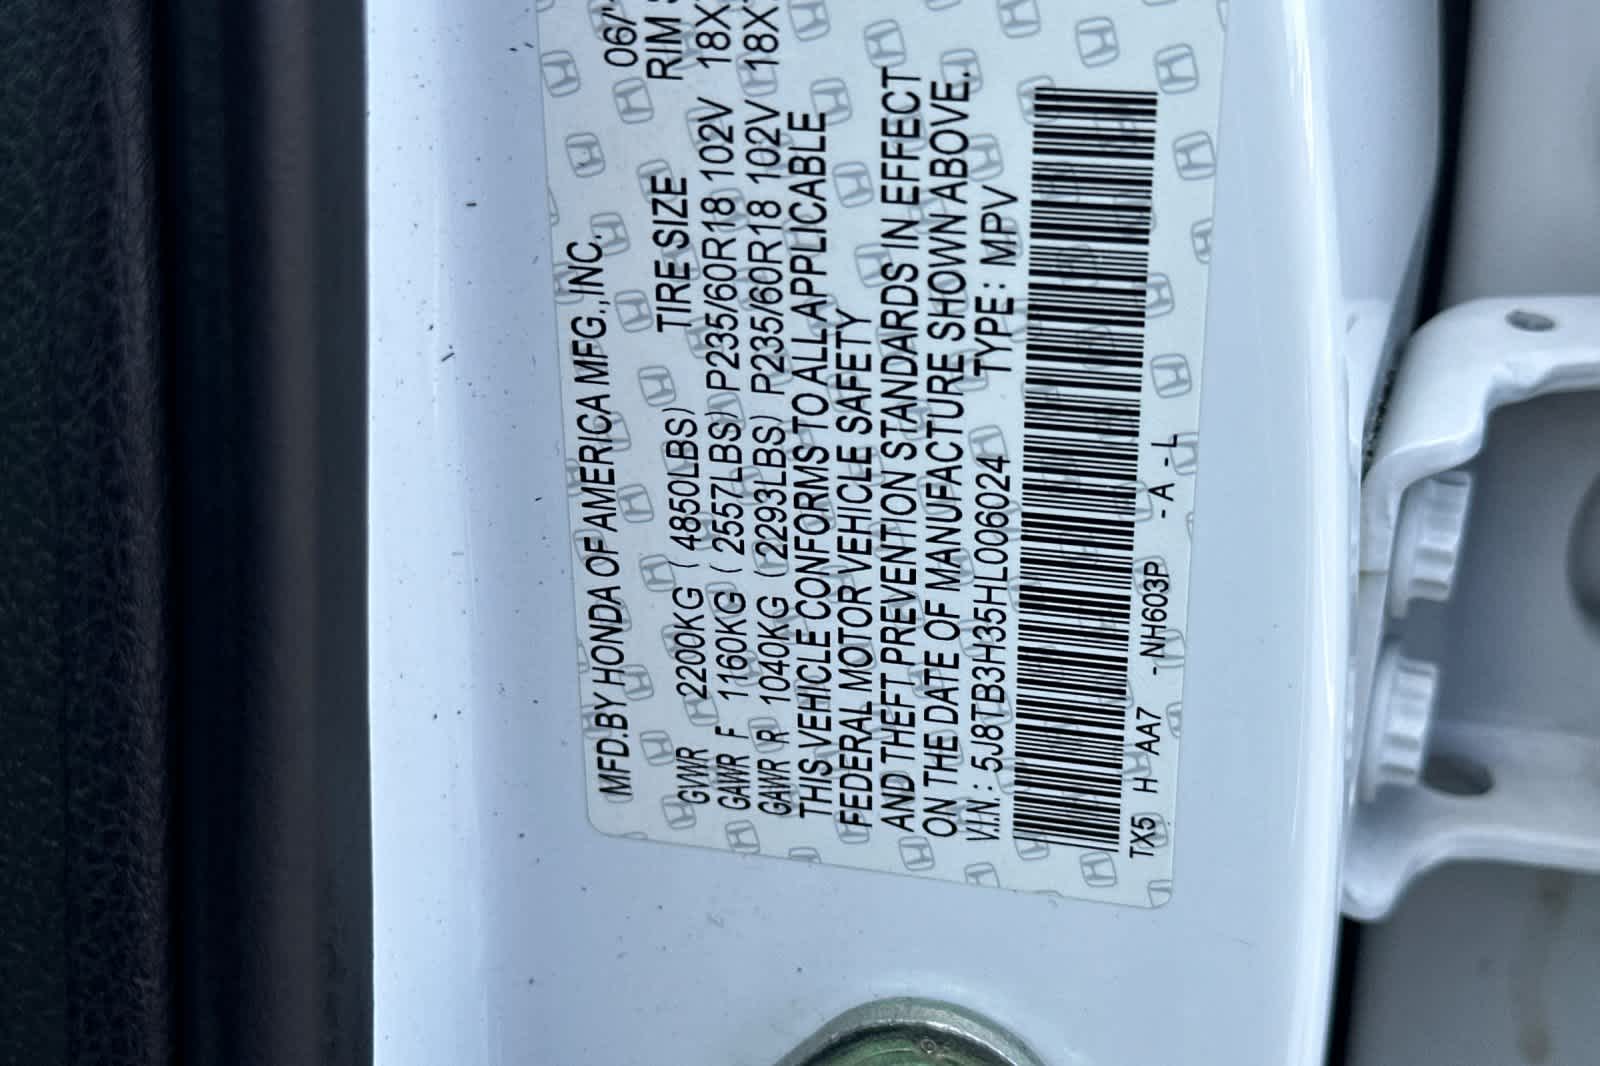 MFD.BY HONDA OF AMERICA MFG.,INC. 06/
TIRE SIZE RIM
GVWR 2200KG ( 4850LBS)
GAWR F 1160KG ( 2557LBS) P235/60R18 102V 18X
GAWR R 1040KG (2293LBS) P235/60R18 102V 18X
THIS VEHICLE CONFORMS TO ALL APPLICABLE
FEDERAL MOTOR VEHICLE SAFETY
AND THEFT PREVENTION STANDARDS IN EFFECT
ON THE DATE OF MANUFACTURE SHOWN ABOVE.
V.I.N.: 5J8TB3H35HL006024 TYPE: MPV
TX5 H AA7 -NH603P -A-L